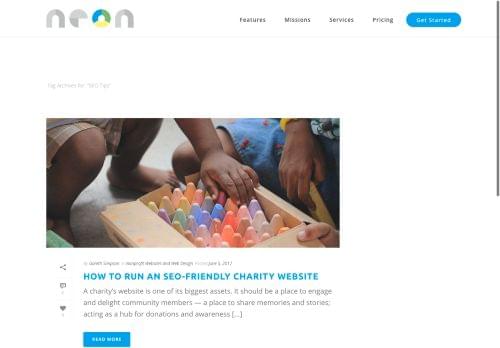 neon
Features Missions Services Pricing Get Started
Tag Archives for: "SEO Tips"
By Gareth Simpson In Nonprofit Websites and Web Design Posted June 5, 2017
HOW TO RUN AN SEO-FRIENDLY CHARITY WEBSITE
A charity's website is one of its biggest assets. It should be a place to engage
and delight community members — a place to share memories and stories;
acting as a hub for donations and awareness [...]
READ MORE